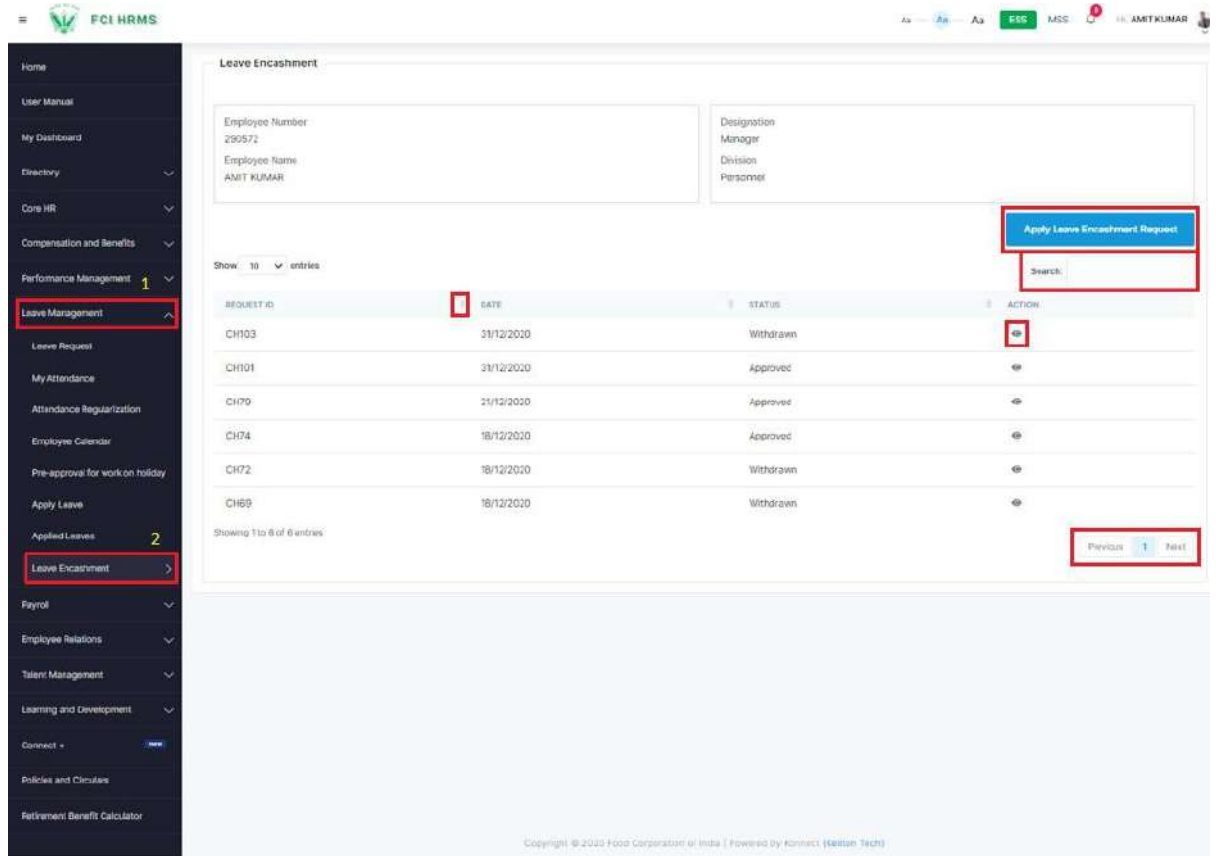 FCI HRMS
Aa Aa Aa ESS MSS 0 Hi, AMIT KUMAR
Home
User Manual
My Dashboard
Directory
Core HR
Compensation and Benefits
Performance Management 1
Leave Management
Leave Request
My Attendance
Attendance Regularization
Employee Calendar
Pre-approval for work on holiday
Apply Leave
Applied Leaves 2
Leave Encashment
Payroll
Employee Relations
Talent Management
Learning and Development
Connect + New
Policies and Circulars
Retirement Benefit Calculator
Leave Encashment
Employee Number
290572
Employee Name
AMIT KUMAR
Designation
Manager
Division
Personnel
Apply Leave Encashment Request
Show 10 entries
Search:
REQUEST ID DATE STATUS ACTION
CH103 31/12/2020 Withdrawn
CH101 31/12/2020 Approved
CH79 21/12/2020 Approved
CH74 18/12/2020 Approved
CH72 18/12/2020 Withdrawn
CH69 18/12/2020 Withdrawn
Showing 1 to 6 of 6 entries
Previous 1 Next
Copyright © 2020 Food Corporation of India | Powered by Konnect (Kellton Tech)